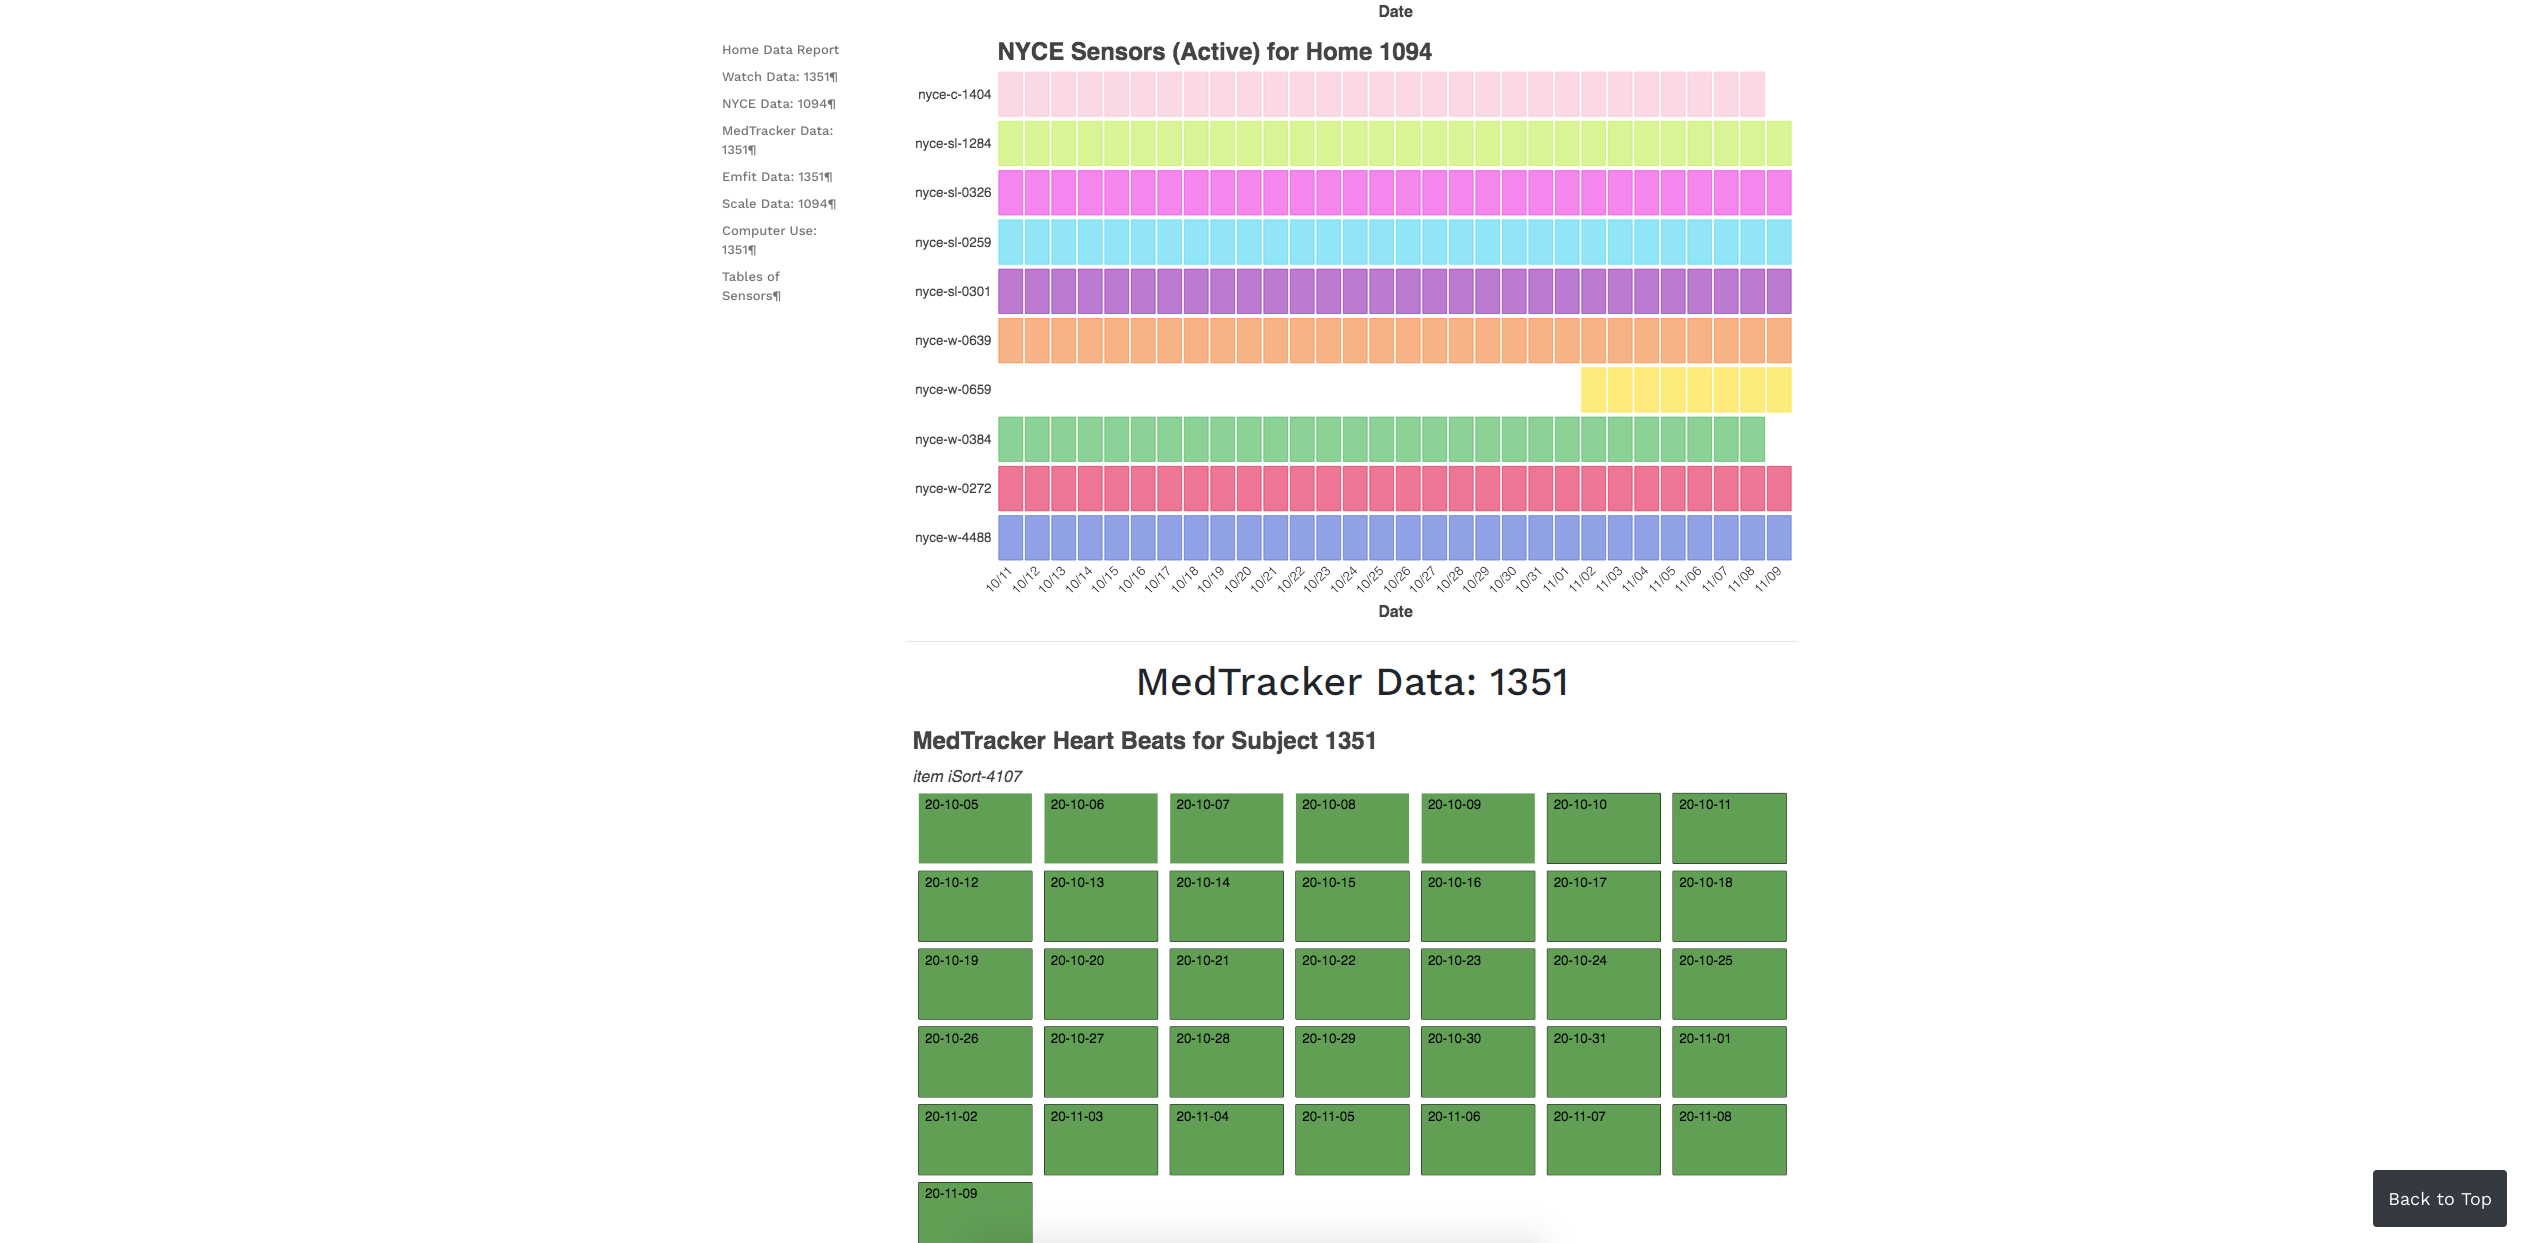 Date
Home Data Report
Watch Data: 1351¶
NYCE Data: 1094¶
MedTracker Data:
1351¶
Emfit Data: 1351¶
Scale Data: 1094¶
Computer Use:
1351¶
Tables of
Sensors¶
NYCE Sensors (Active) for Home 1094
nyce-c-1404
nyce-sl-1284
nyce-sl-0326
nyce-sl-0259
nyce-sl-0301
nyce-w-0639
nyce-w-0659
nyce-w-0384
nyce-w-0272
nyce-w-4488
10/11 10/12 10/13 10/14 10/15 10/16 10/17 10/18 10/19 10/20 10/21 10/22 10/23 10/24 10/25 10/26 10/27 10/28 10/29 10/30 10/31 11/01 11/02 11/03 11/04 11/05 11/06 11/07 11/08 11/09
Date
MedTracker Data: 1351
MedTracker Heart Beats for Subject 1351
item iSort-4107
20-10-05 20-10-06 20-10-07 20-10-08 20-10-09 20-10-10 20-10-11
20-10-12 20-10-13 20-10-14 20-10-15 20-10-16 20-10-17 20-10-18
20-10-19 20-10-20 20-10-21 20-10-22 20-10-23 20-10-24 20-10-25
20-10-26 20-10-27 20-10-28 20-10-29 20-10-30 20-10-31 20-11-01
20-11-02 20-11-03 20-11-04 20-11-05 20-11-06 20-11-07 20-11-08
20-11-09
Back to Top